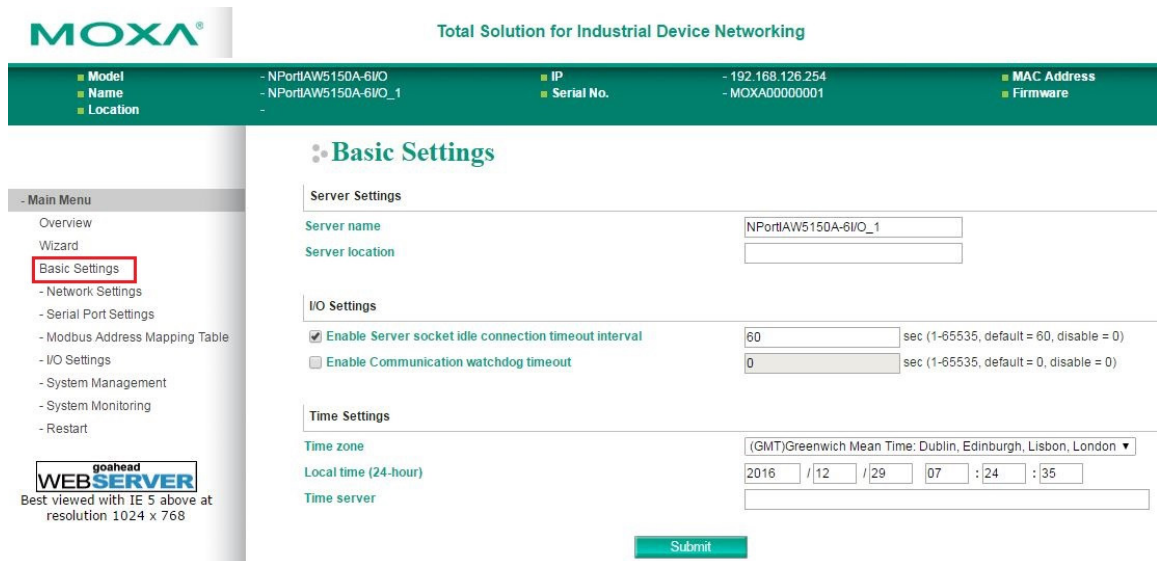 MOXA®
Total Solution for Industrial Device Networking
Model - NPortIAW5150A-6I/O IP - 192.168.126.254 MAC Address
Name - NPortIAW5150A-6I/O_1 Serial No. - MOXA00000001 Firmware
Location -
Basic Settings
- Main Menu
Overview
Wizard
Basic Settings
- Network Settings
- Serial Port Settings
- Modbus Address Mapping Table
- I/O Settings
- System Management
- System Monitoring
- Restart
goahead
WEBSERVER
Best viewed with IE 5 above at
resolution 1024 x 768
Server Settings
Server name NPortIAW5150A-6I/O_1
Server location
I/O Settings
Enable Server socket idle connection timeout interval 60 sec (1-65535, default = 60, disable = 0)
Enable Communication watchdog timeout 0 sec (1-65535, default = 0, disable = 0)
Time Settings
Time zone (GMT)Greenwich Mean Time: Dublin, Edinburgh, Lisbon, London
Local time (24-hour) 2016 / 12 / 29 07 : 24 : 35
Time server
Submit